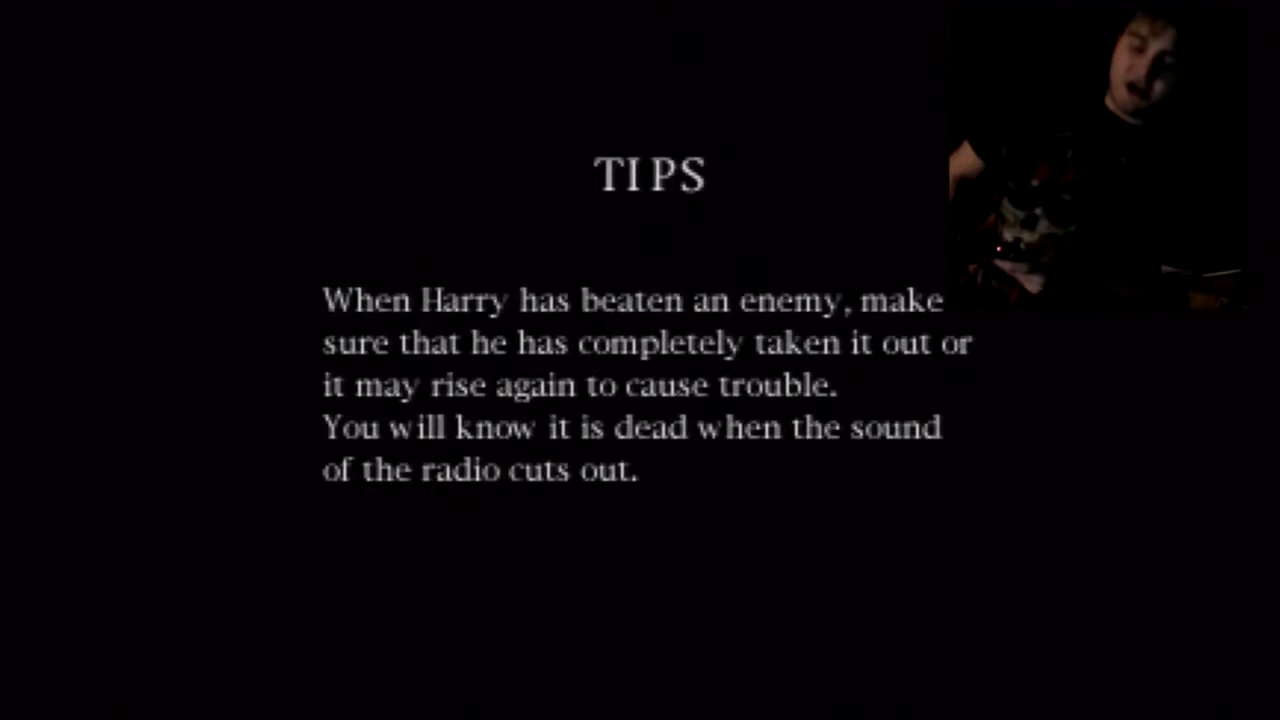 TIPS
When Harry has beaten an enemy, make
sure that he has completely taken it out or
it may rise again to cause trouble.
You will know it is dead when the sound
of the radio cuts out.